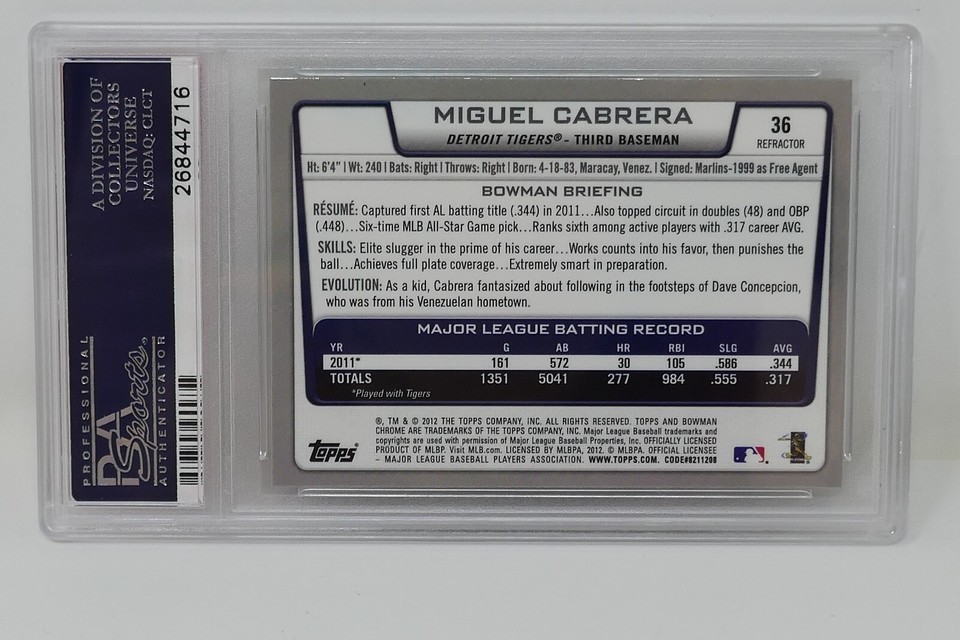 A DIVISION OF
COLLECTORS
UNIVERSE
NASDAQ: CLCT
26844716
PROFESSIONAL
PSA
Sports
AUTHENTICATOR
MIGUEL CABRERA
DETROIT TIGERS® - THIRD BASEMAN
36
REFRACTOR
Ht: 6'4" | Wt: 240 | Bats: Right | Throws: Right | Born: 4-18-83, Maracay, Venez. | Signed: Marlins-1999 as Free Agent
BOWMAN BRIEFING
RÉSUMÉ: Captured first AL batting title (.344) in 2011...Also topped circuit in doubles (48) and OBP
(.448)...Six-time MLB All-Star Game pick...Ranks sixth among active players with .317 career AVG.
SKILLS: Elite slugger in the prime of his career...Works counts into his favor, then punishes the
ball...Achieves full plate coverage...Extremely smart in preparation.
EVOLUTION: As a kid, Cabrera fantasized about following in the footsteps of Dave Concepcion,
who was from his Venezuelan hometown.
MAJOR LEAGUE BATTING RECORD
YR G AB HR RBI SLG AVG
2011* 161 572 30 105 .586 .344
TOTALS 1351 5041 277 984 .555 .317
*Played with Tigers
®, TM & © 2012 THE TOPPS COMPANY, INC. ALL RIGHTS RESERVED. TOPPS AND BOWMAN
CHROME ARE TRADEMARKS OF THE TOPPS COMPANY, INC. Major League Baseball trademarks and
copyrights are used with permission of Major League Baseball Properties, Inc. OFFICIALLY LICENSED
PRODUCT OF MLBP. Visit MLB.com. LICENSED BY MLBPA, 2012. © MLBPA. OFFICIAL LICENSEE
- MAJOR LEAGUE BASEBALL PLAYERS ASSOCIATION. WWW.TOPPS.COM. CODE#8211208
Topps